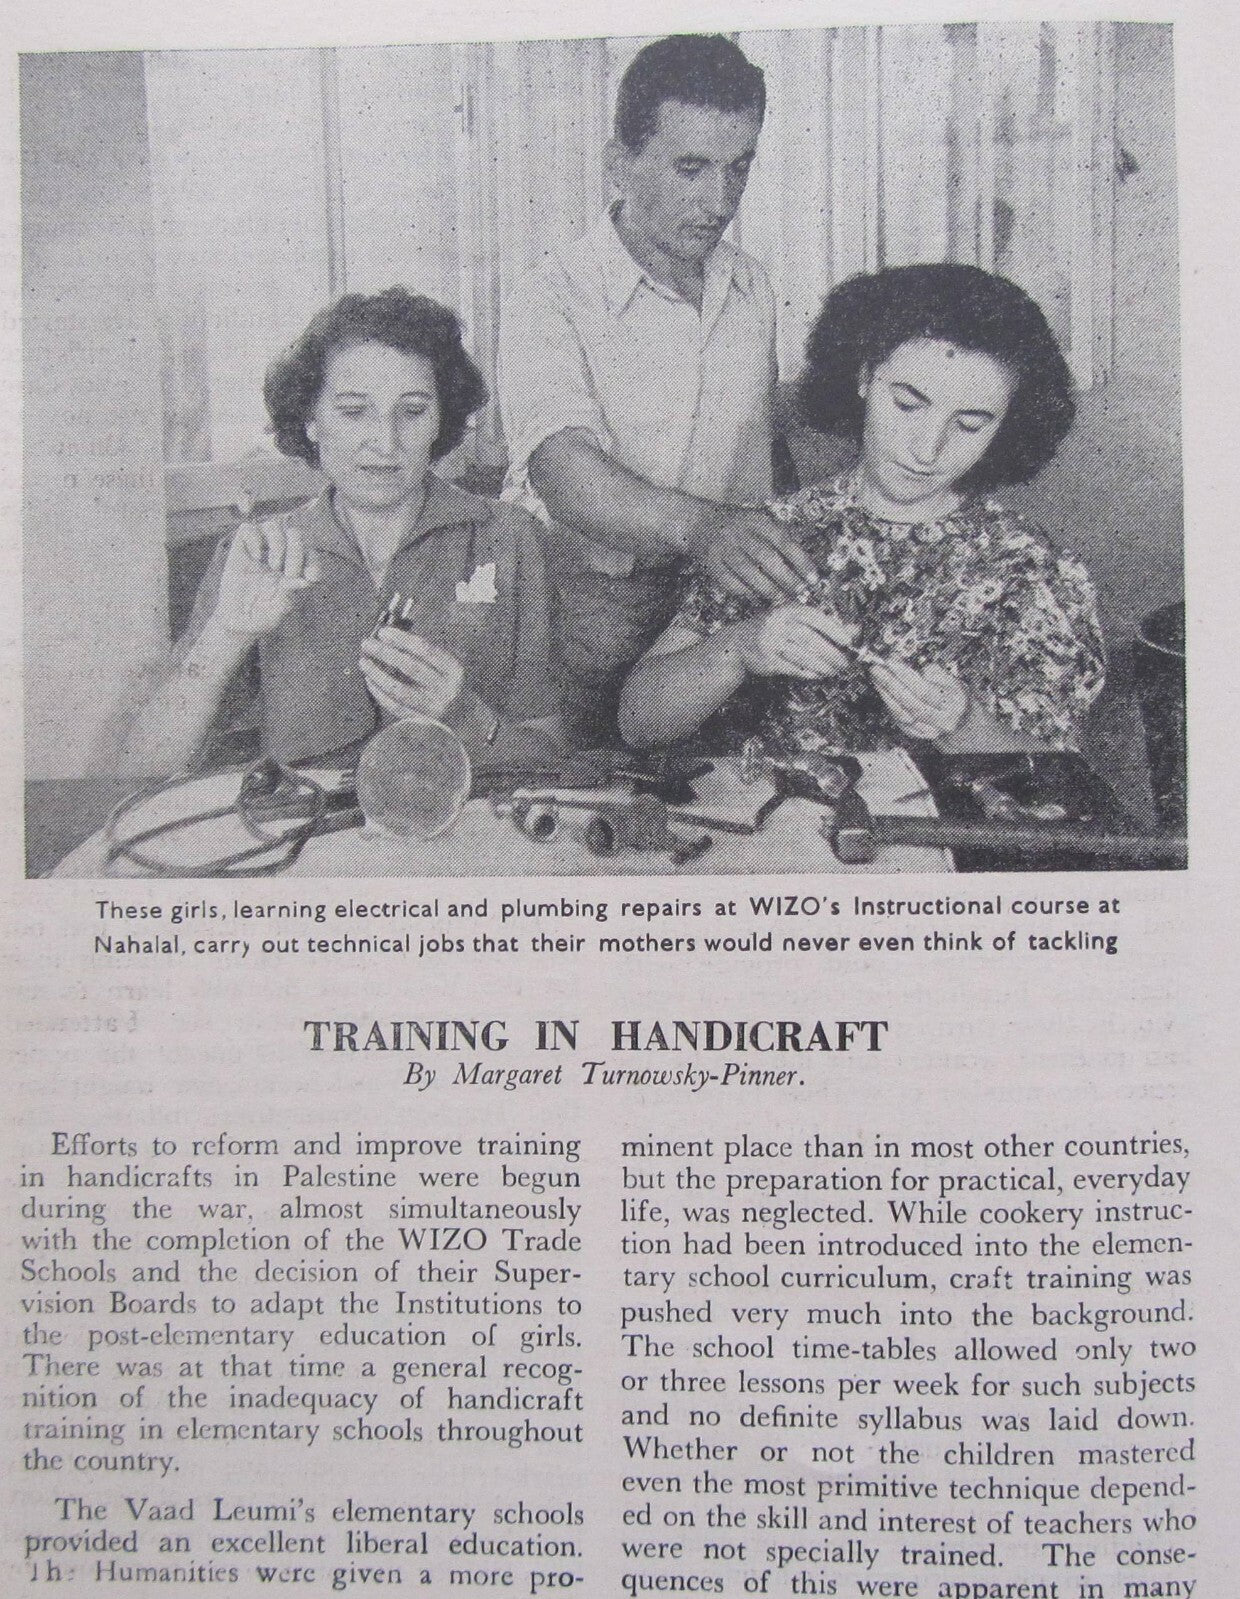 These girls, learning electrical and plumbing repairs at WIZO's Instructional course at
Nahalal, carry out technical jobs that their mothers would never even think of tackling
TRAINING IN HANDICRAFT
By Margaret Turnowsky-Pinner.
Efforts to reform and improve training
in handicrafts in Palestine were begun
during the war, almost simultaneously
with the completion of the WIZO Trade
Schools and the decision of their Super-
vision Boards to adapt the Institutions to
the post-elementary education of girls.
There was at that time a general recog-
nition of the inadequacy of handicraft
training in elementary schools throughout
the country.
The Vaad Leumi's elementary schools
provided an excellent liberal education.
The Humanities were given a more pro-
minent place than in most other countries,
but the preparation for practical, everyday
life, was neglected. While cookery instruc-
tion had been introduced into the elemen-
tary school curriculum, craft training was
pushed very much into the background.
The school time-tables allowed only two
or three lessons per week for such subjects
and no definite syllabus was laid down.
Whether or not the children mastered
even the most primitive technique depend-
ed on the skill and interest of teachers who
were not specially trained. The conse-
quences of this were apparent in many